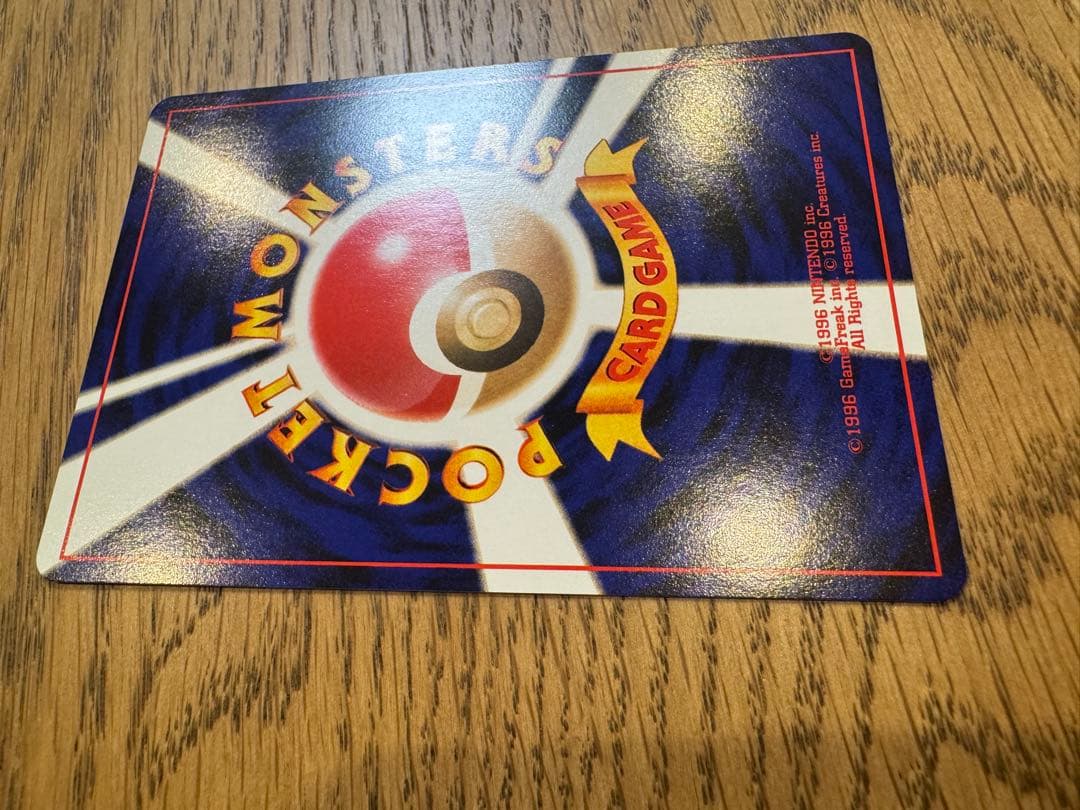 POCKET MONSTERS
CARD GAME
©1996 NINTENDO inc.
©1996 GameFreak inc. ©1996 Creatures inc.
All Rights reserved.